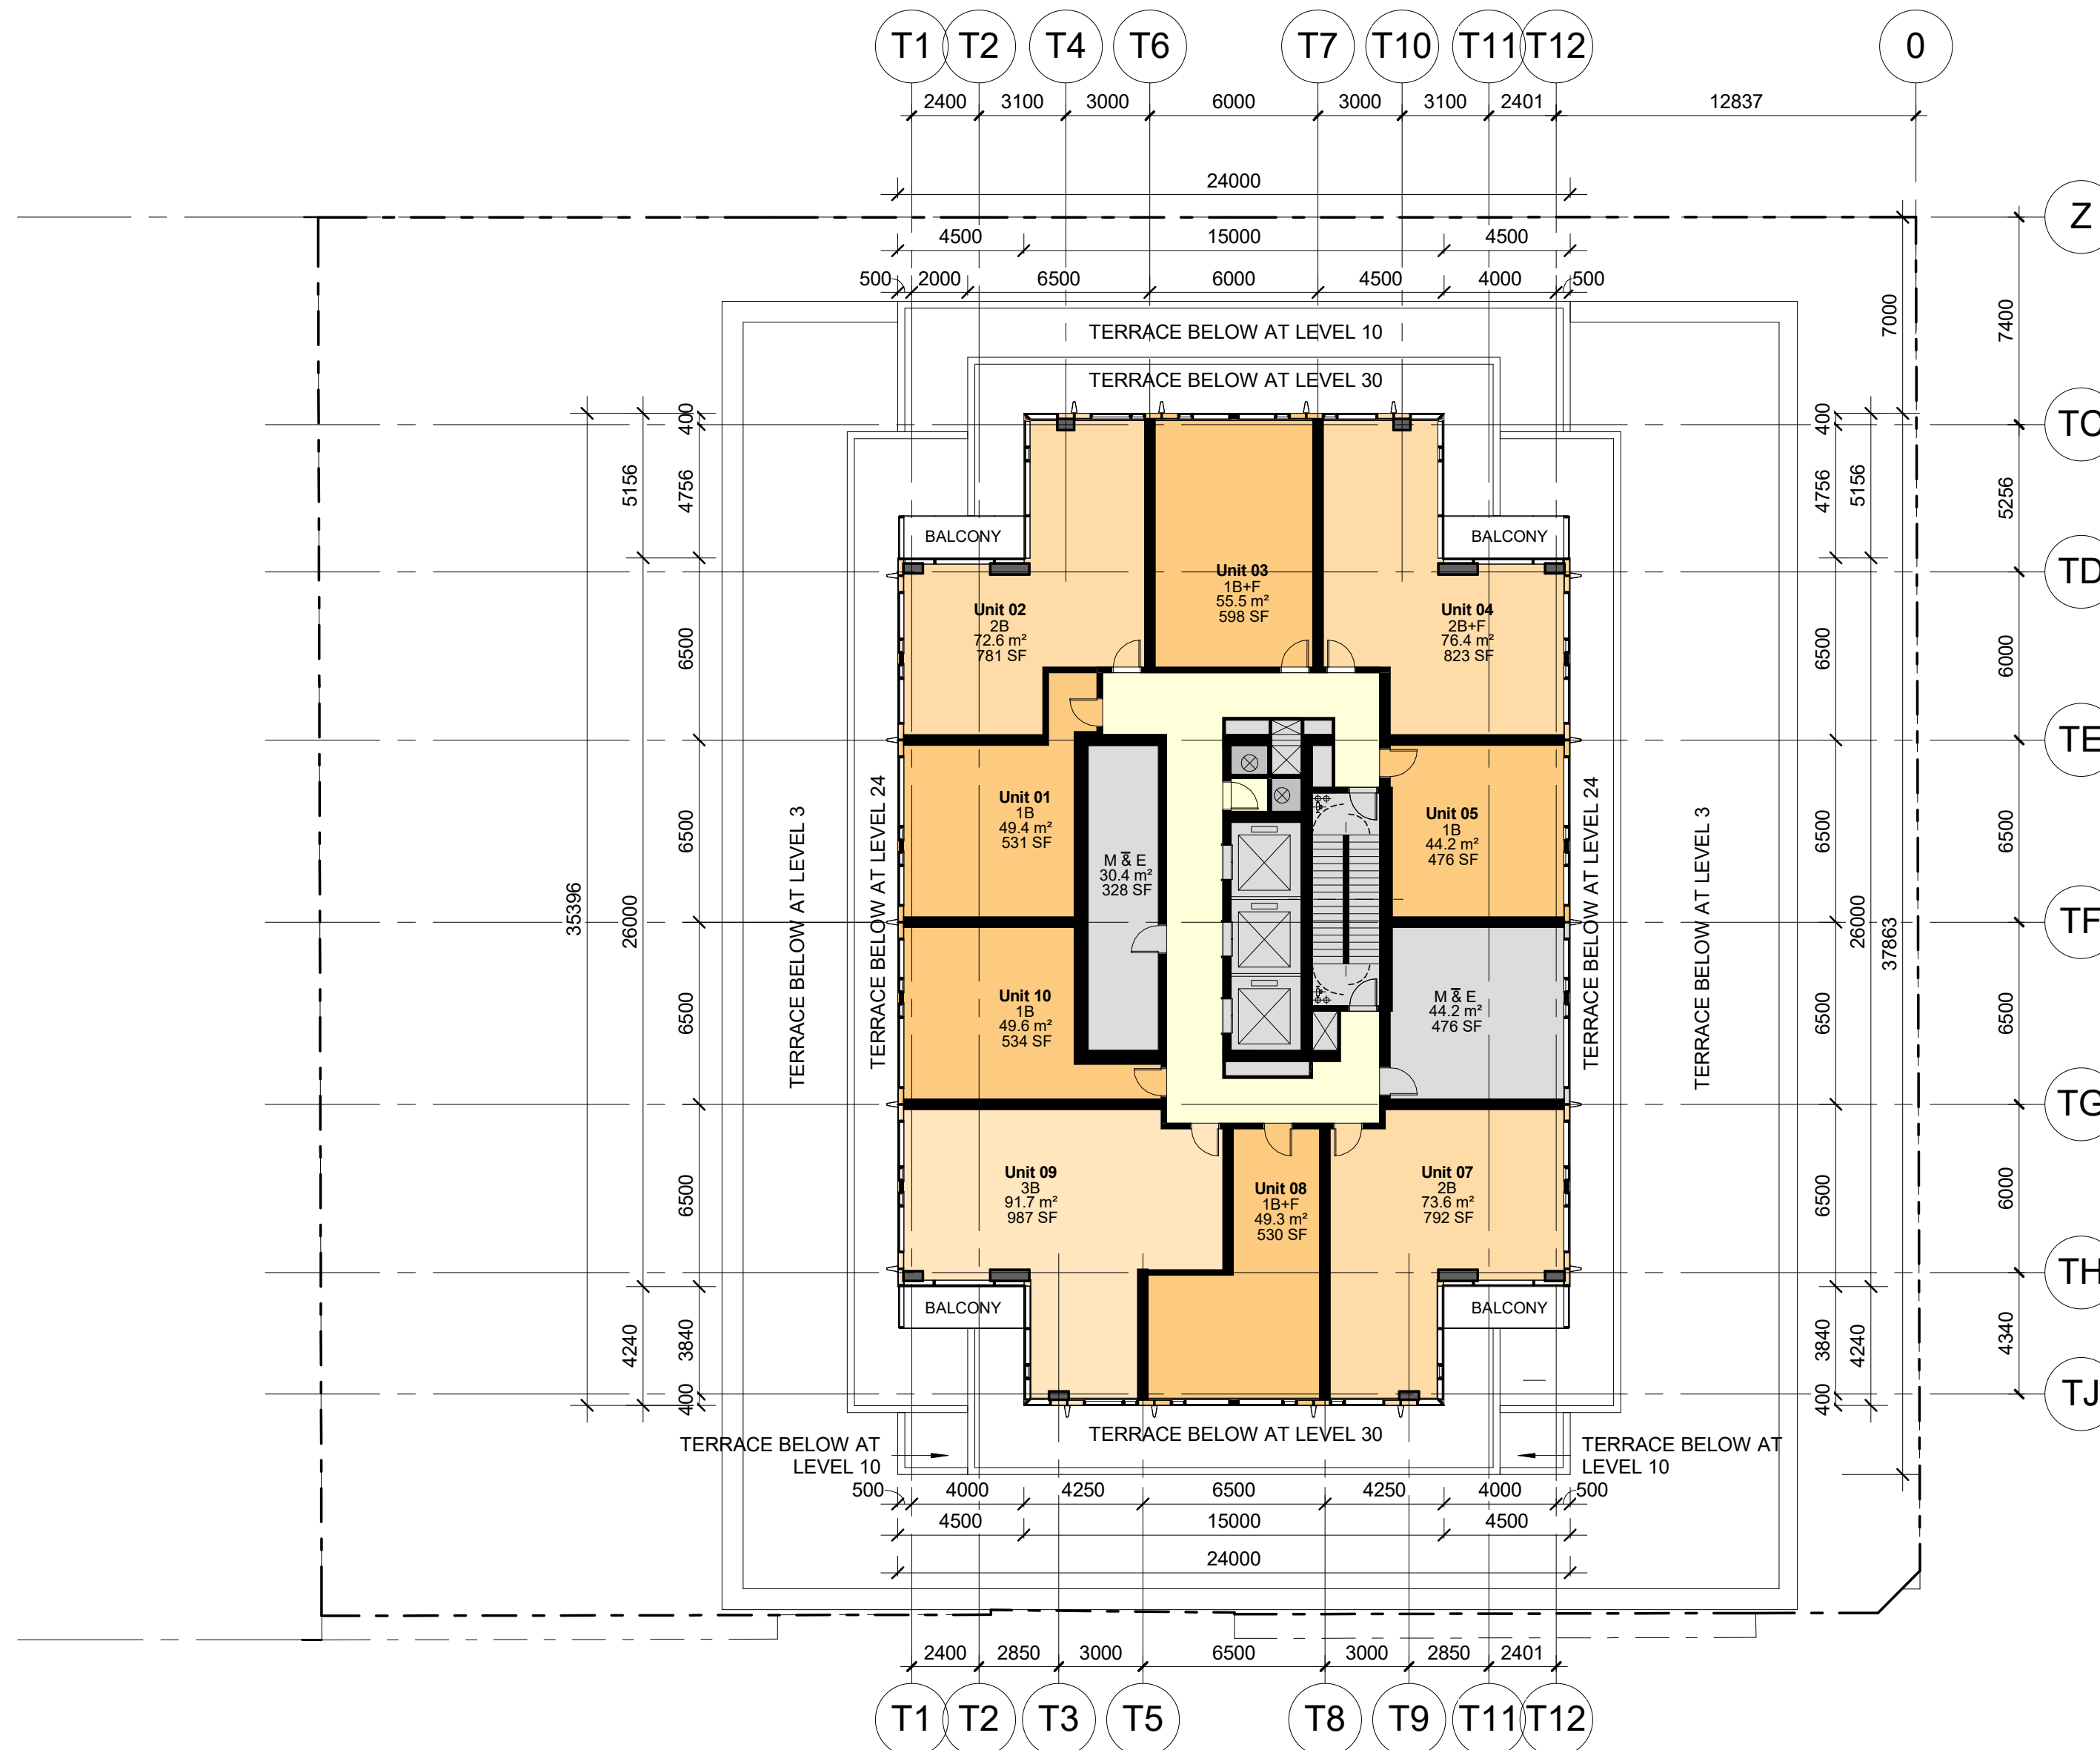 T1 T2 T4 T6 T7 T10 T11 T12 0
2400 3100 3000 6000 3000 3100 2401 12837
24000
Z
4500 15000 4500
500 2000 6500 6000 4500 4000 500
7000
7400
TERRACE BELOW AT LEVEL 10
TERRACE BELOW AT LEVEL 30
400
400
TC
5156
4756
4756
5156
5256
BALCONY
BALCONY
TD
Unit 03
1B+F
55.5 m²
598 SF
Unit 02
2B
72.6 m²
781 SF
Unit 04
2B+F
76.4 m²
823 SF
6500
6500
6000
TE
Unit 01
1B
49.4 m²
531 SF
Unit 05
1B
44.2 m²
476 SF
6500
6500
6500
M & E
30.4 m²
328 SF
TERRACE BELOW AT LEVEL 3
TERRACE BELOW AT LEVEL 24
TERRACE BELOW AT LEVEL 24
TERRACE BELOW AT LEVEL 3
35396
26000
26000
37863
TF
Unit 10
1B
49.6 m²
534 SF
M & E
44.2 m²
476 SF
6500
6500
6500
TG
Unit 09
3B
91.7 m²
987 SF
Unit 08
1B+F
49.3 m²
530 SF
Unit 07
2B
73.6 m²
792 SF
6500
6500
6000
TH
BALCONY
BALCONY
4240
3840
3840
4240
4340
400
400
TJ
TERRACE BELOW AT LEVEL 30
TERRACE BELOW AT
LEVEL 10
TERRACE BELOW AT
LEVEL 10
500 4000 4250 6500 4250 4000 500
4500 15000 4500
24000
2400 2850 3000 6500 3000 2850 2401
T1 T2 T3 T5 T8 T9 T11 T12